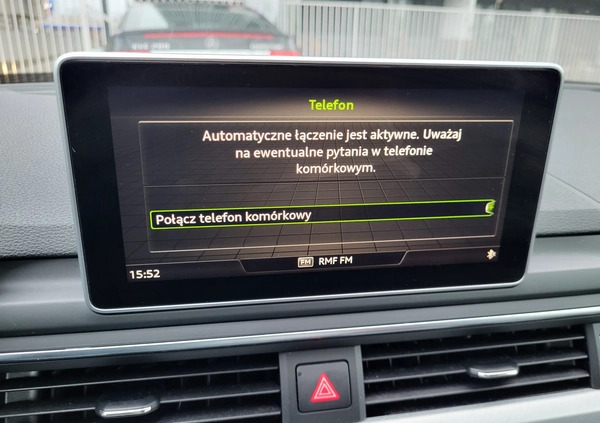 Telefon
Automatyczne łączenie jest aktywne. Uważaj
na ewentualne pytania w telefonie
komórkowym.
Połącz telefon komórkowy
15:52
FM RMF FM